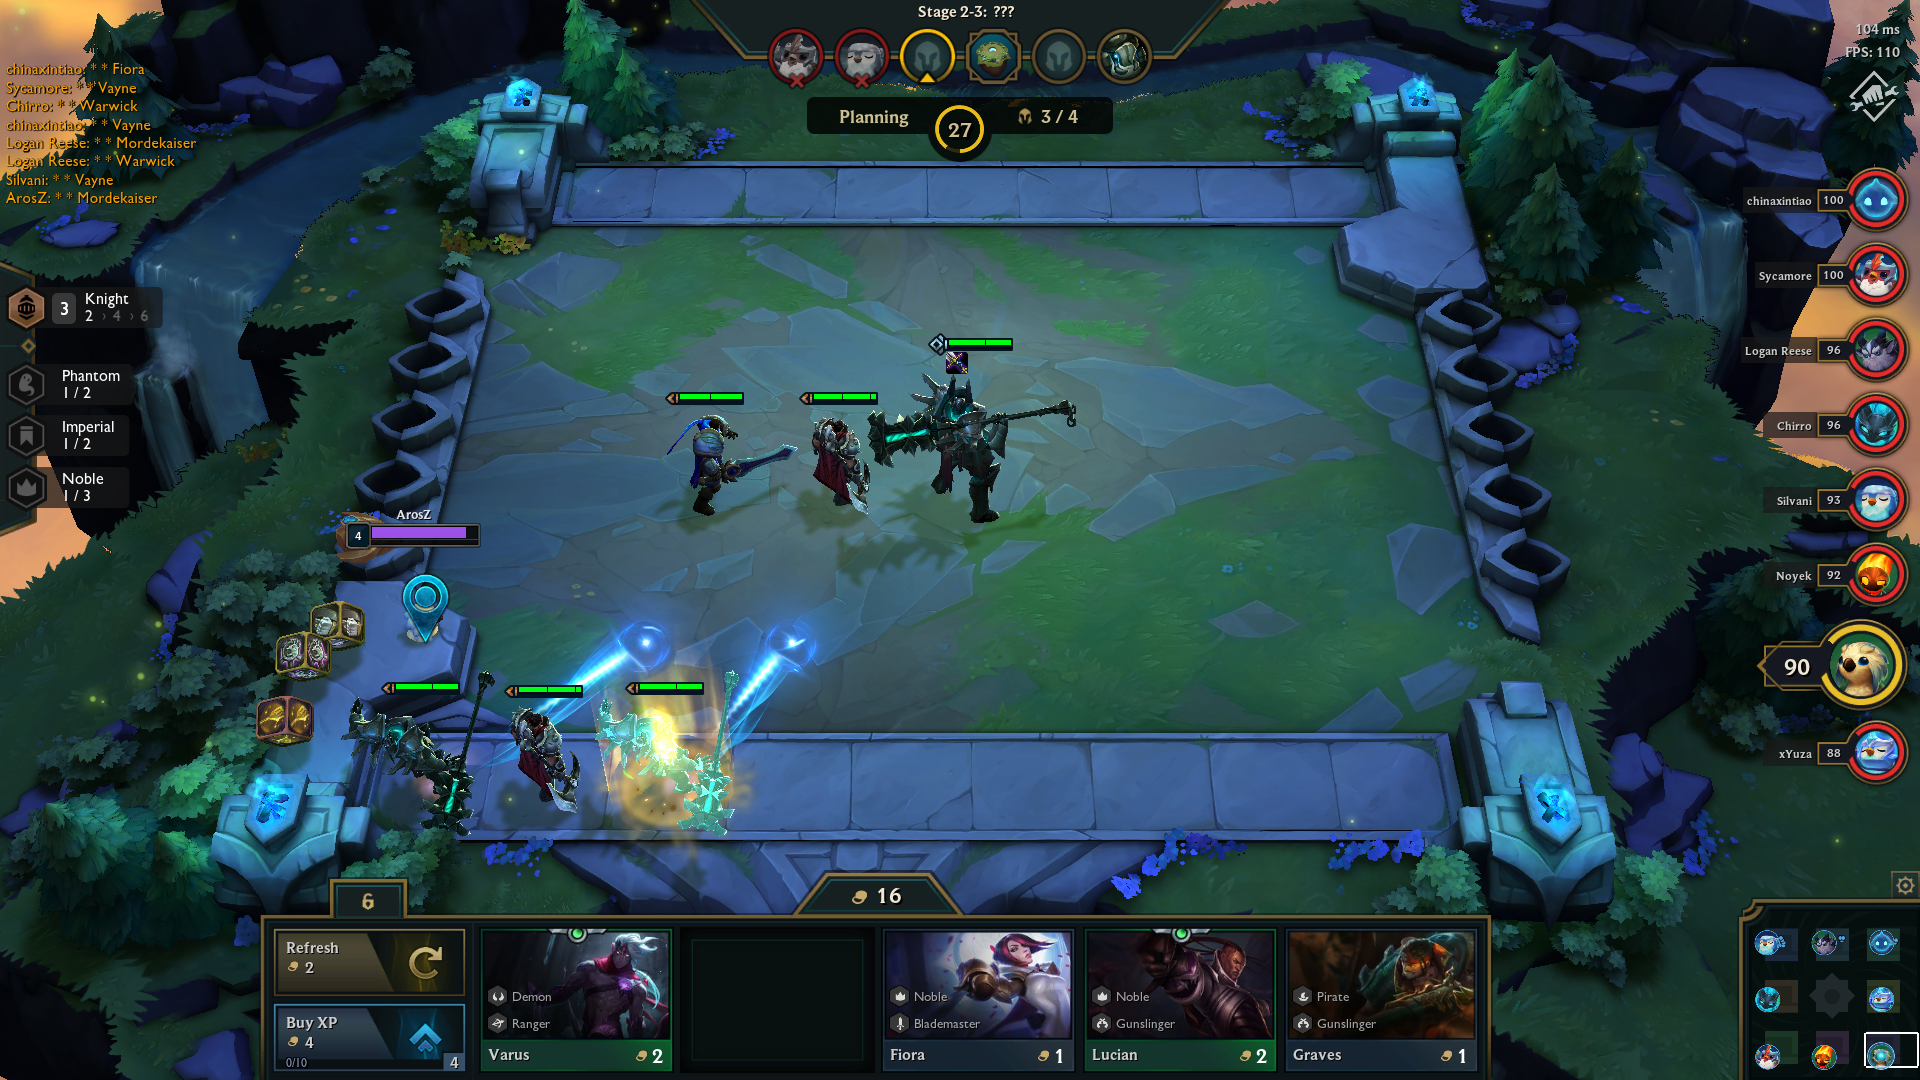 Stage 2-3: ???
104 ms
FPS: 110
Planning
27
3 / 4
chinaxintiao: * * Fiora
Sycamore: * * Vayne
Chirro: * * Warwick
chinaxintiao: * * Vayne
Logan Reese: * * Mordekaiser
Logan Reese: * * Warwick
Silvani: * * Vayne
ArosZ: * * Mordekaiser
3
Knight
2 › 4 › 6
Phantom
1 / 2
Imperial
1 / 2
Noble
1 / 3
ArosZ
4
chinaxintiao 100
Sycamore 100
Logan Reese 96
Chirro 96
Silvani 93
Noyek 92
90
xYuza 88
6
16
Refresh
2
Buy XP
4
0/10
4
Demon
Ranger
Varus 2
Noble
Blademaster
Fiora 1
Noble
Gunslinger
Lucian 2
Pirate
Gunslinger
Graves 1